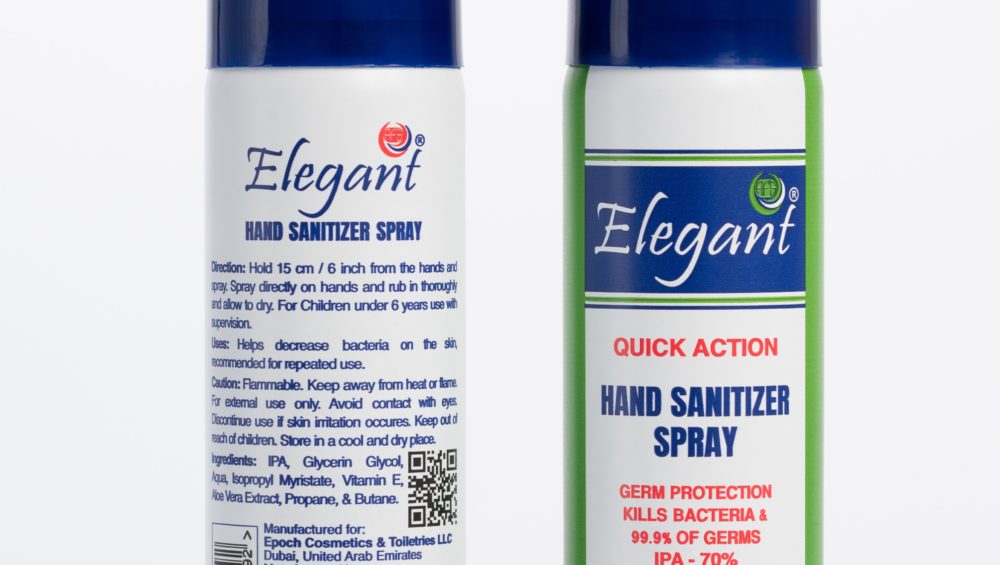 Elegant®
HAND SANITIZER SPRAY
Direction: Hold 15 cm / 6 inch from the hands and
spray. Spray directly on hands and rub in thoroughly
and allow to dry. For Children under 6 years use with
supervision.
Uses: Helps decrease bacteria on the skin,
recommended for repeated use.
Caution: Flammable. Keep away from heat or flame.
For external use only. Avoid contact with eyes.
Discontinue use if skin irritation occures. Keep out of
reach of children. Store in a cool and dry place.
Ingredients: IPA, Glycerin Glycol,
Aqua, Isopropyl Myristate, Vitamin E,
Aloe Vera Extract, Propane, & Butane.
Manufactured for:
Epoch Cosmetics & Toiletries LLC
Dubai, United Arab Emirates
Elegant®
QUICK ACTION
HAND SANITIZER
SPRAY
GERM PROTECTION
KILLS BACTERIA &
99.9% OF GERMS
IPA - 70%